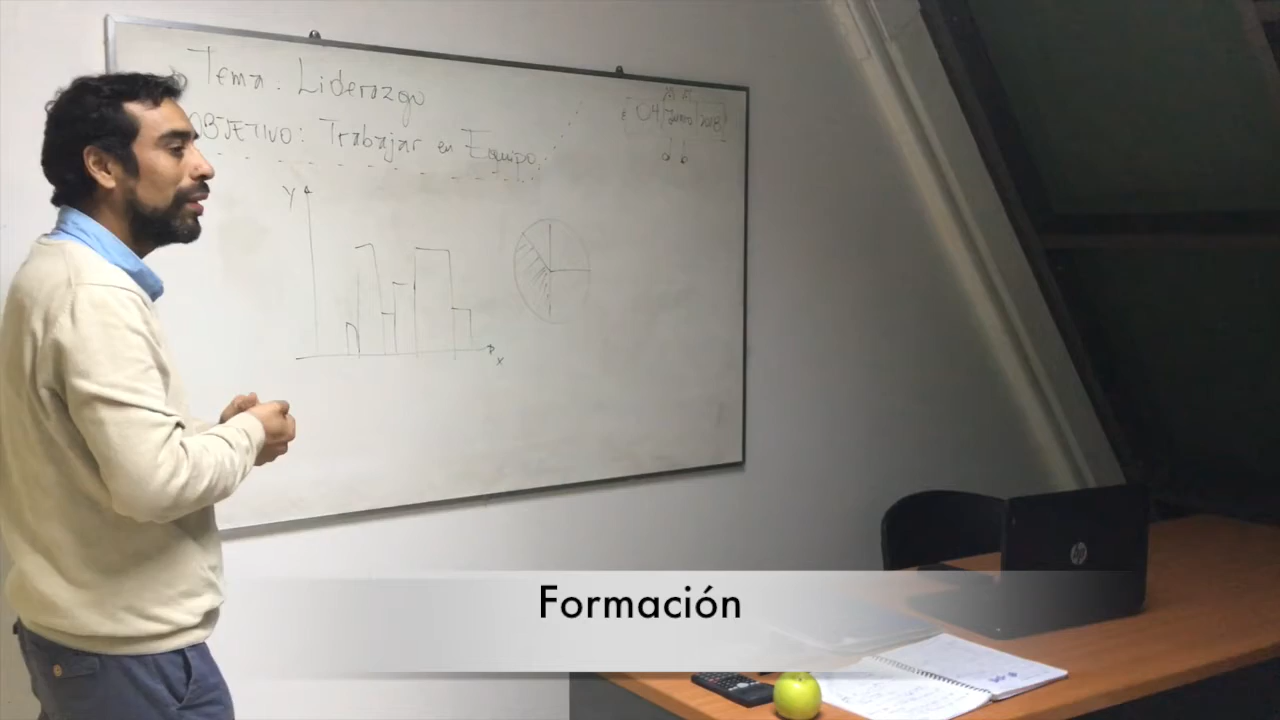 Tema: Liderazgo
OBJETIVO: Trabajar en Equipo
04/Junio/2018
a b
Y
x
hp
Formación